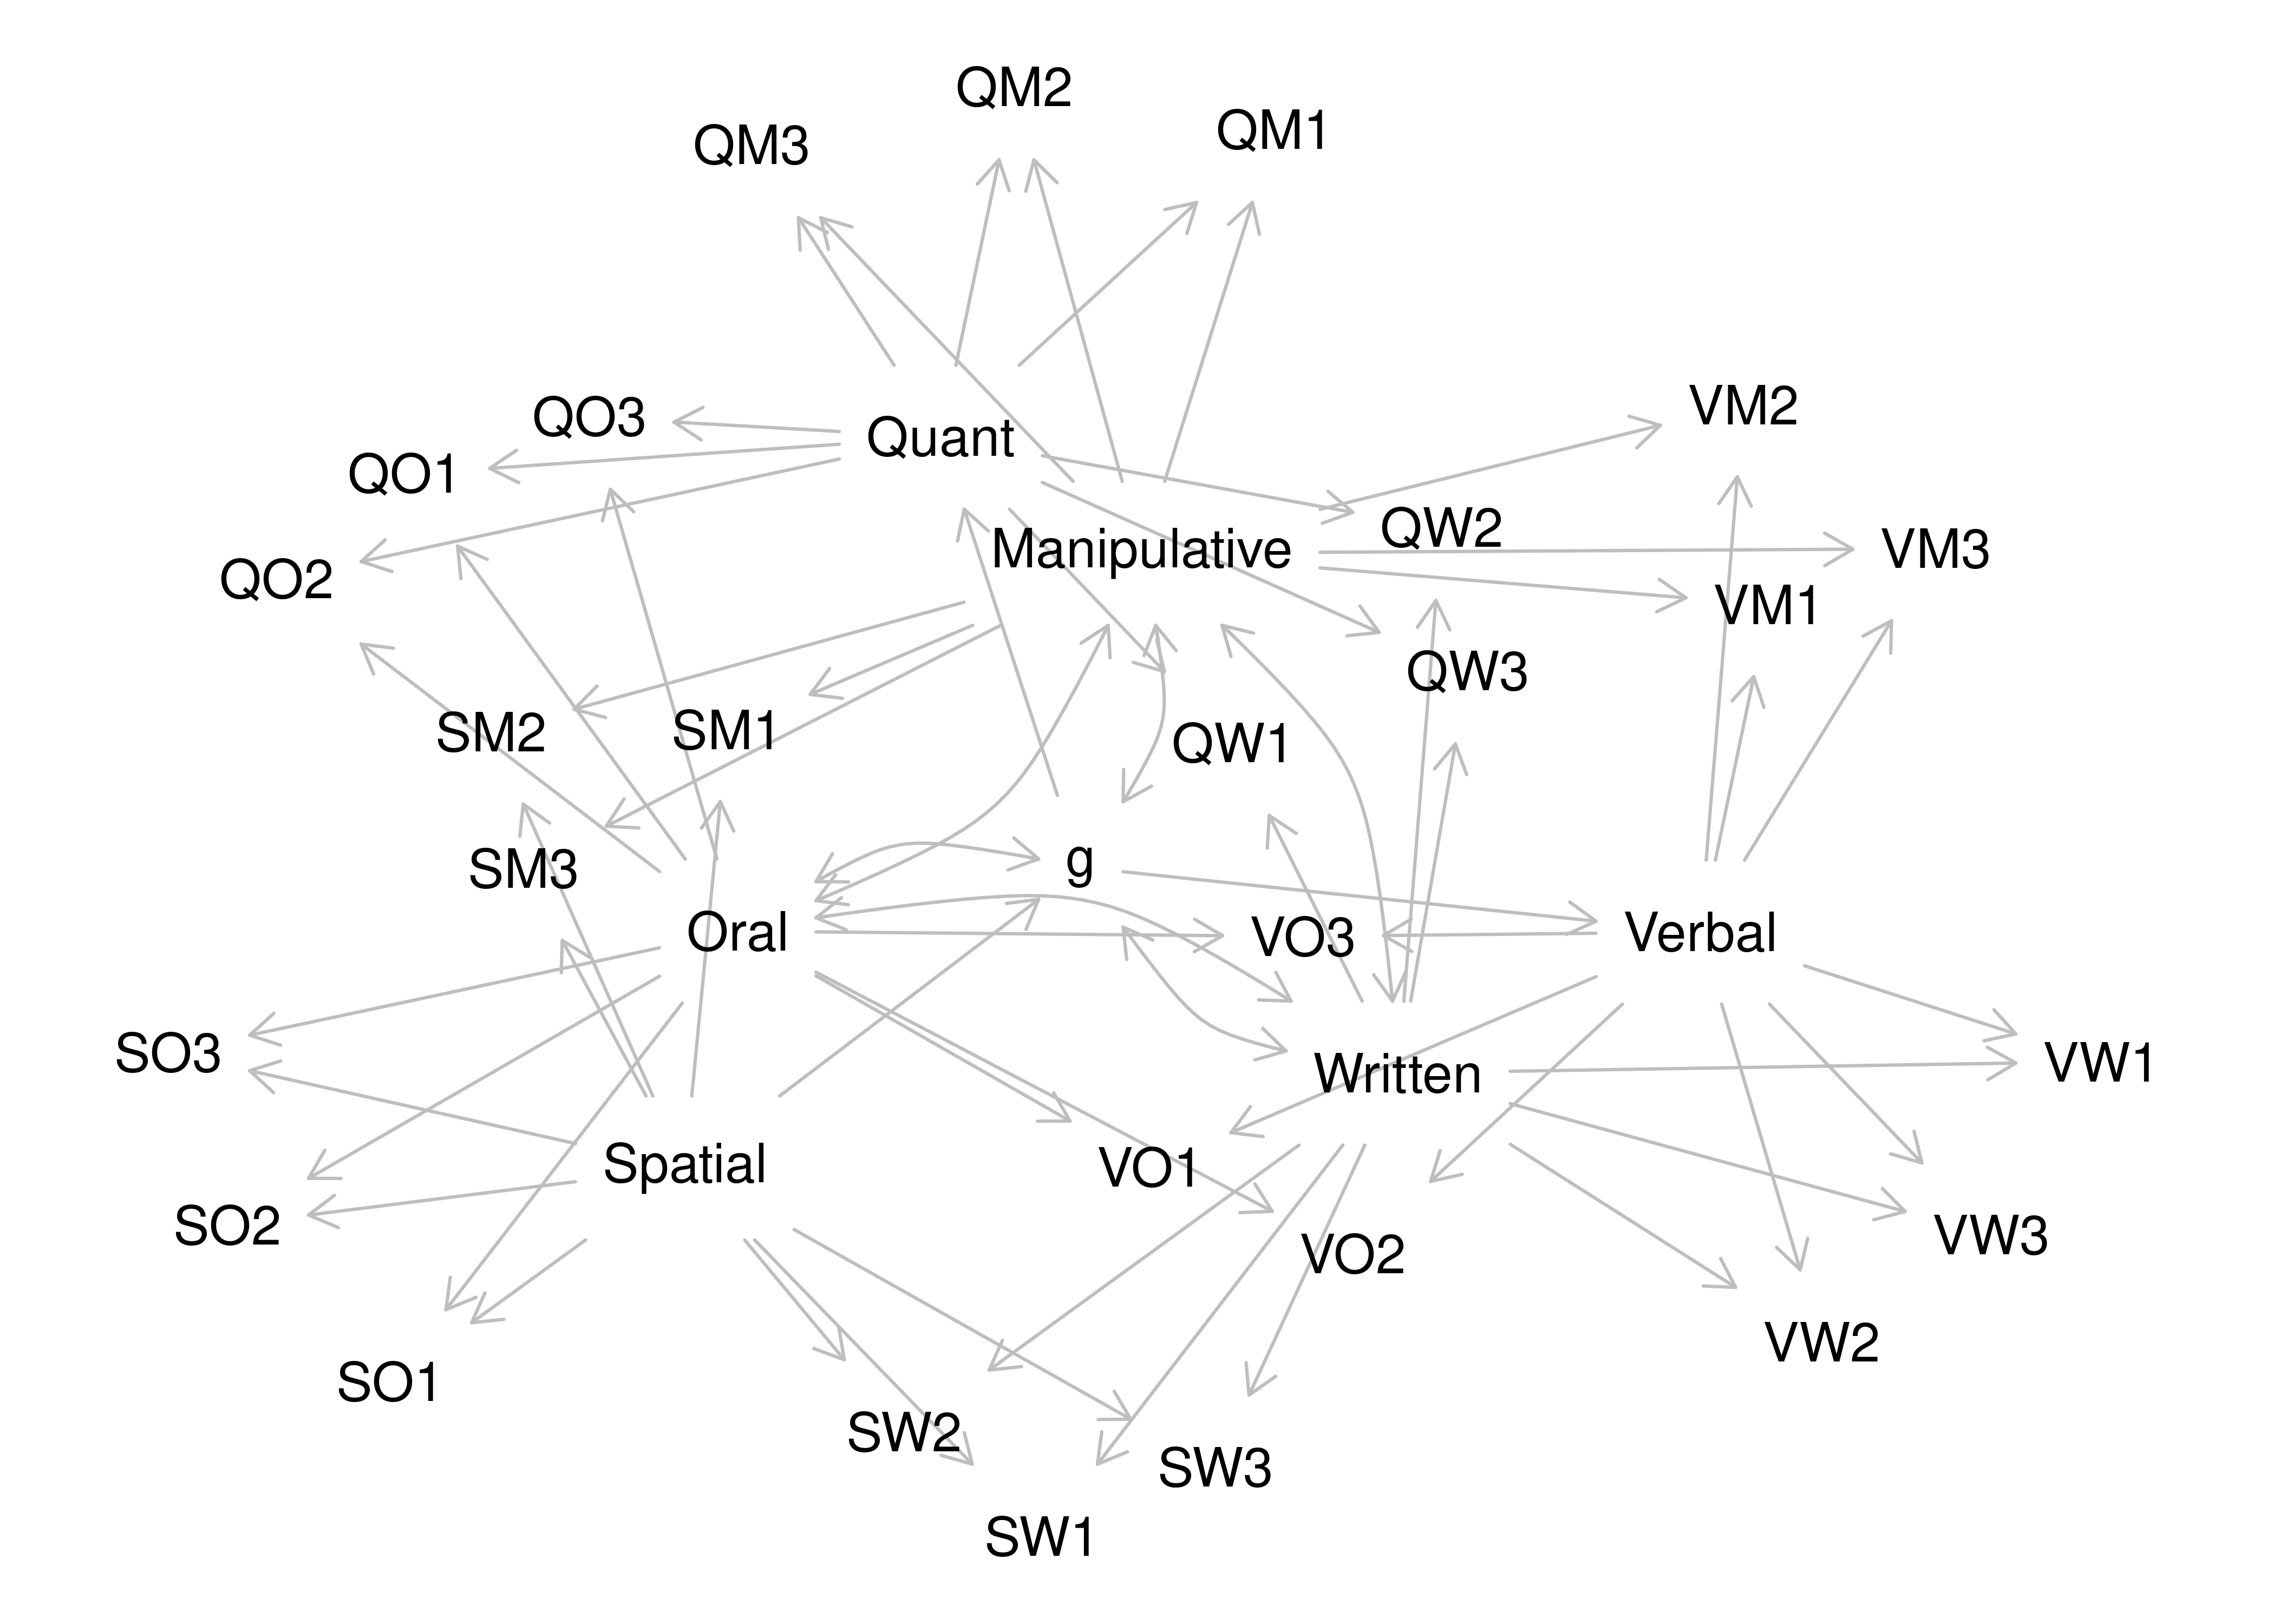 QM2
QM1
QM3
VM2
QO3
Quant
QO1
QW2
Manipulative
VM3
QO2
VM1
QW3
SM2
SM1
QW1
g
SM3
Oral
VO3
Verbal
SO3
VW1
Written
Spatial
VO1
SO2
VW3
VO2
VW2
SO1
SW2
SW3
SW1